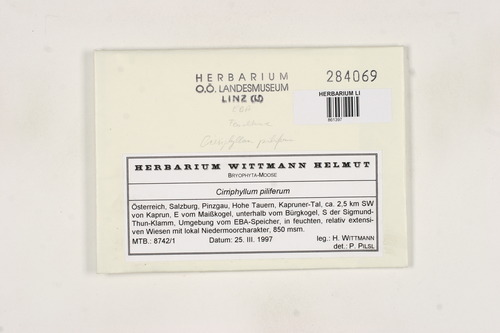 HERBARIUM
O.Ö. LANDESMUSEUM
LINZ (LI)
284069
HERBARIUM LI
Cirriphyllum piliferum
HERBARIUM WITTMANN HELMUT
BRYOPHYTA-MOOSE
Cirriphyllum piliferum
Österreich, Salzburg, Pinzgau, Hohe Tauern, Kapruner-Tal, ca. 2,5 km SW
von Kaprun, E vom Maißkogel, unterhalb vom Bürgkogel, S der Sigmund-
Thun-Klamm, Umgebung vom EBA-Speicher, in feuchten, relativ extensi-
ven Wiesen mit lokal Niedermoorcharakter, 850 msm.
MTB.: 8742/1 Datum: 25. III. 1997 leg.: H. WITTMANN
det.: P. PILSL